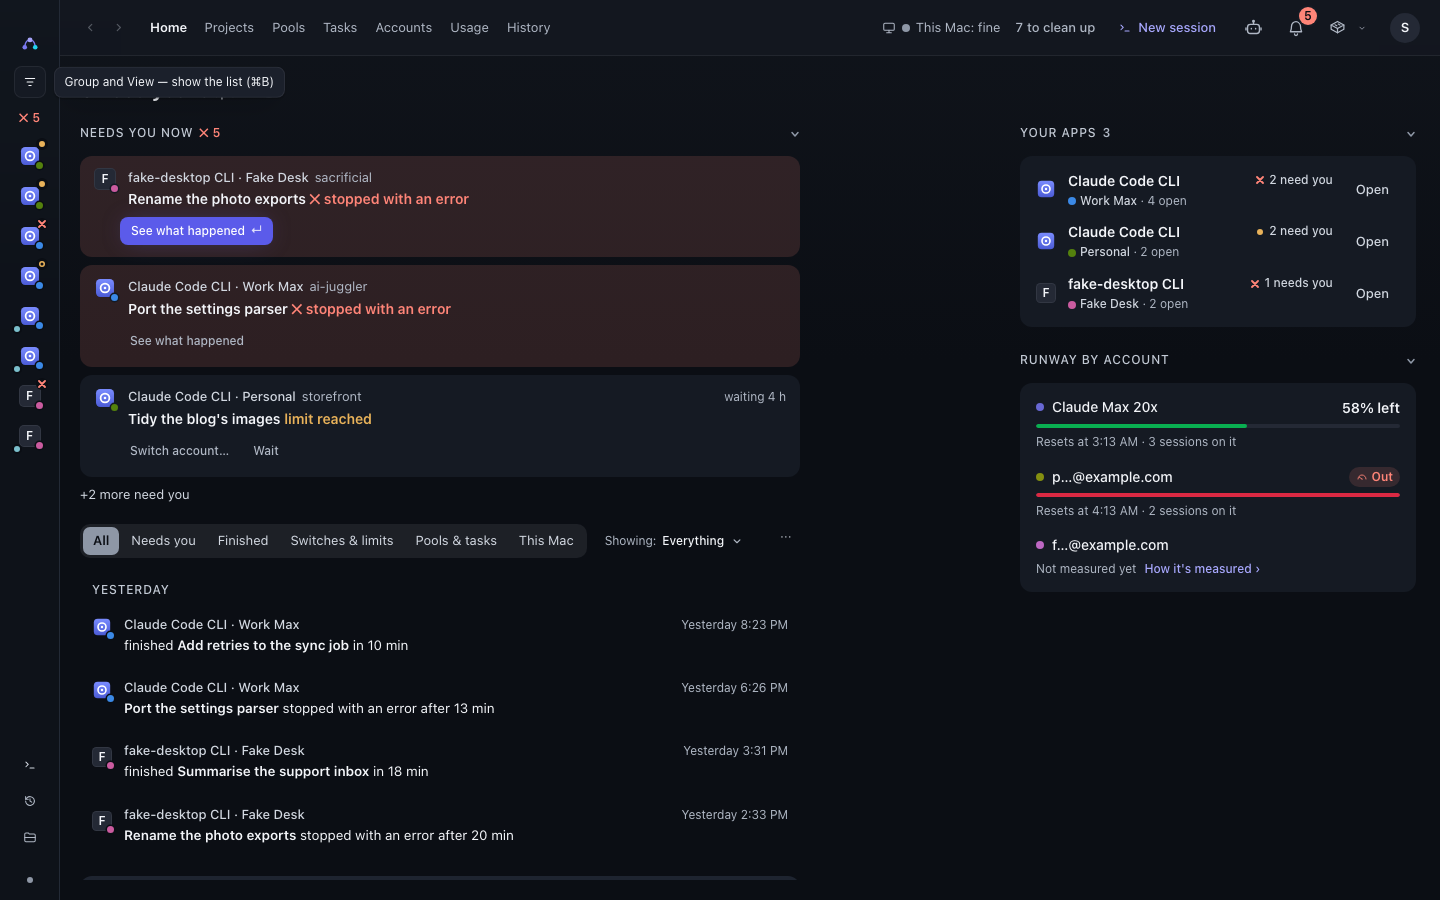 Home Projects Pools Tasks Accounts Usage History
This Mac: fine 7 to clean up New session 5 S
Group and View — show the list (⌘B)
5
F
F
NEEDS YOU NOW 5
F fake-desktop CLI · Fake Desk sacrificial
Rename the photo exports stopped with an error
See what happened
Claude Code CLI · Work Max ai-juggler
Port the settings parser stopped with an error
See what happened
Claude Code CLI · Personal storefront waiting 4 h
Tidy the blog's images limit reached
Switch account... Wait
+2 more need you
All Needs you Finished Switches & limits Pools & tasks This Mac Showing: Everything ...
YESTERDAY
Claude Code CLI · Work Max Yesterday 8:23 PM
finished Add retries to the sync job in 10 min
Claude Code CLI · Work Max Yesterday 6:26 PM
Port the settings parser stopped with an error after 13 min
F fake-desktop CLI · Fake Desk Yesterday 3:31 PM
finished Summarise the support inbox in 18 min
F fake-desktop CLI · Fake Desk Yesterday 2:33 PM
Rename the photo exports stopped with an error after 20 min
YOUR APPS 3
Claude Code CLI 2 need you Open
Work Max · 4 open
Claude Code CLI 2 need you Open
Personal · 2 open
F fake-desktop CLI 1 needs you Open
Fake Desk · 2 open
RUNWAY BY ACCOUNT
Claude Max 20x 58% left
Resets at 3:13 AM · 3 sessions on it
p...@example.com Out
Resets at 4:13 AM · 2 sessions on it
f...@example.com
Not measured yet How it's measured ›